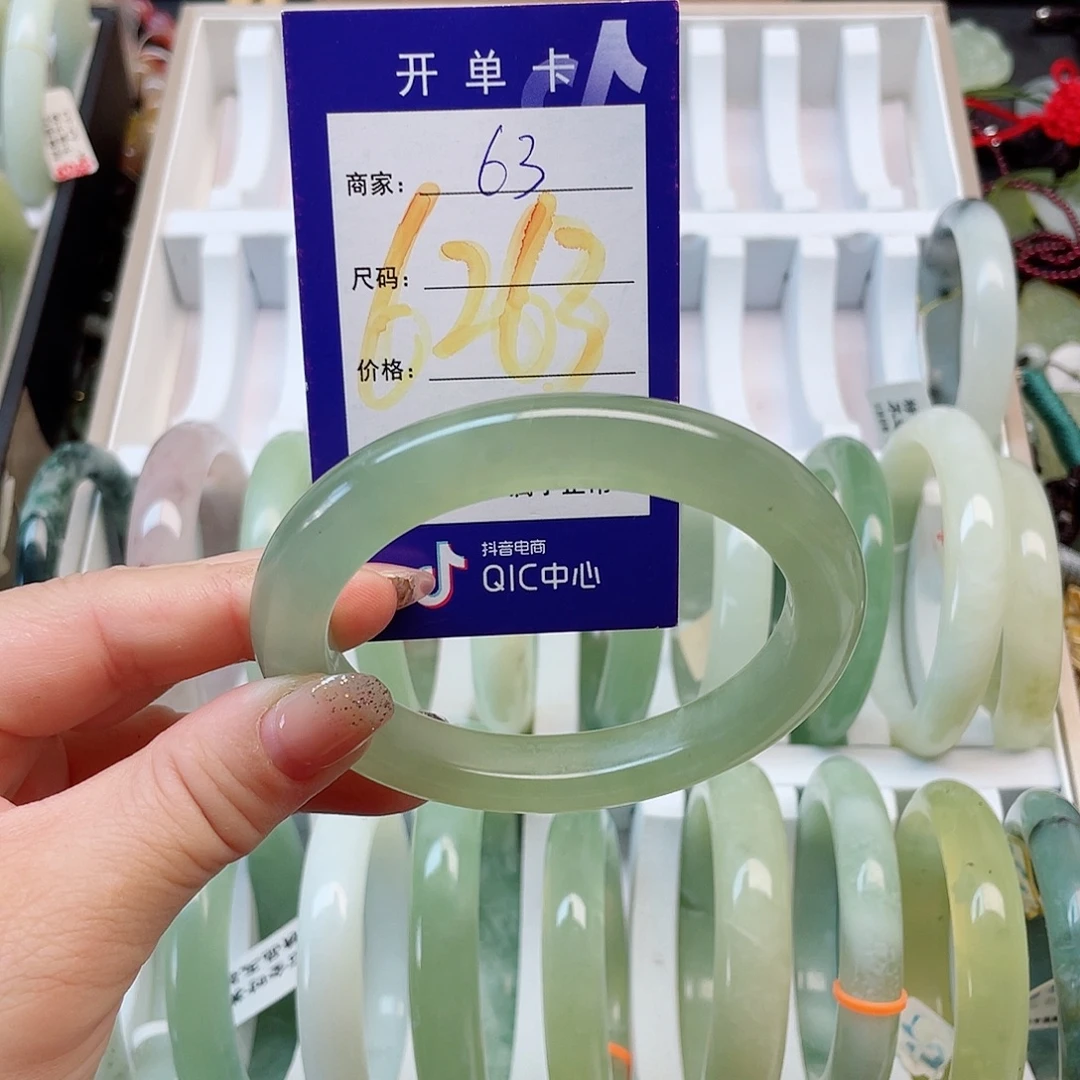 开单卡
商家： 63
尺码：
6263
价格：
抖音电商
QIC中心